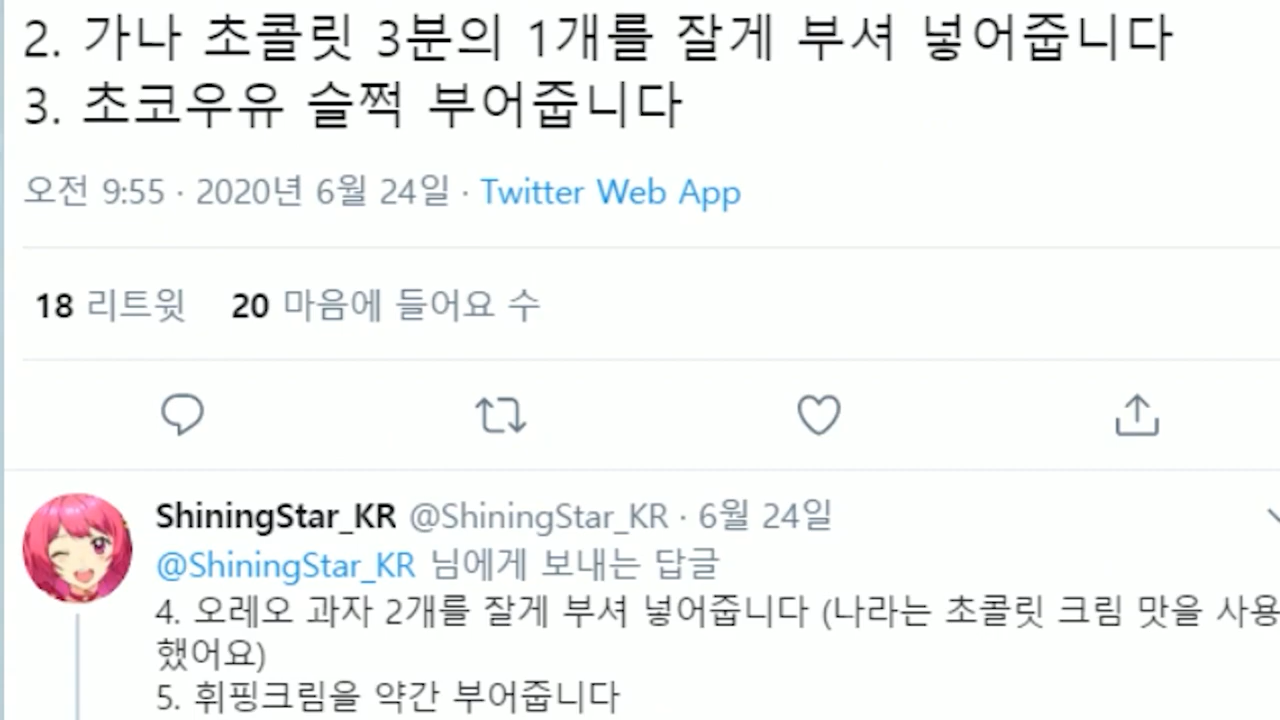 2. 가나 초콜릿 3분의 1개를 잘게 부셔 넣어줍니다
3. 초코우유 슬쩍 부어줍니다
오전 9:55 · 2020년 6월 24일 · Twitter Web App
18 리트윗 20 마음에 들어요 수
ShiningStar_KR @ShiningStar_KR · 6월 24일
@ShiningStar_KR 님에게 보내는 답글
4. 오레오 과자 2개를 잘게 부셔 넣어줍니다 (나라는 초콜릿 크림 맛을 사용
했어요)
5. 휘핑크림을 약간 부어줍니다